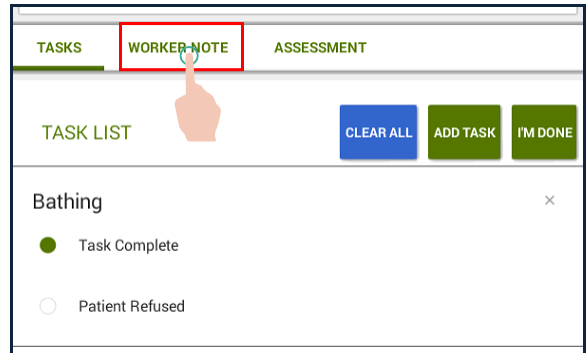 TASKS WORKER NOTE ASSESSMENT
TASK LIST CLEAR ALL ADD TASK I'M DONE
Bathing ×
Task Complete
Patient Refused